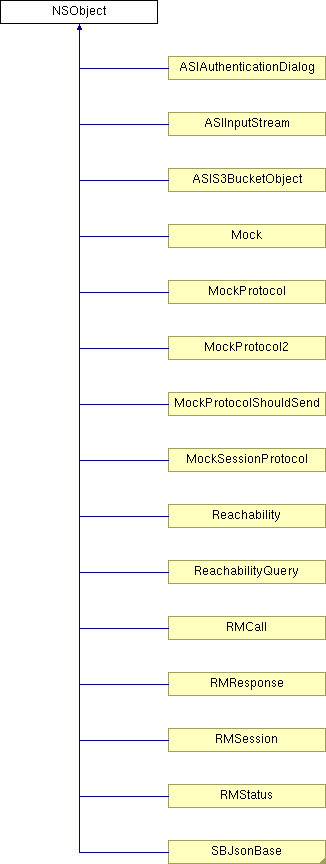 NSObject
ASIAuthenticationDialog
ASIInputStream
ASIS3BucketObject
Mock
MockProtocol
MockProtocol2
MockProtocolShouldSend
MockSessionProtocol
Reachability
ReachabilityQuery
RMCall
RMResponse
RMSession
RMStatus
SBJsonBase